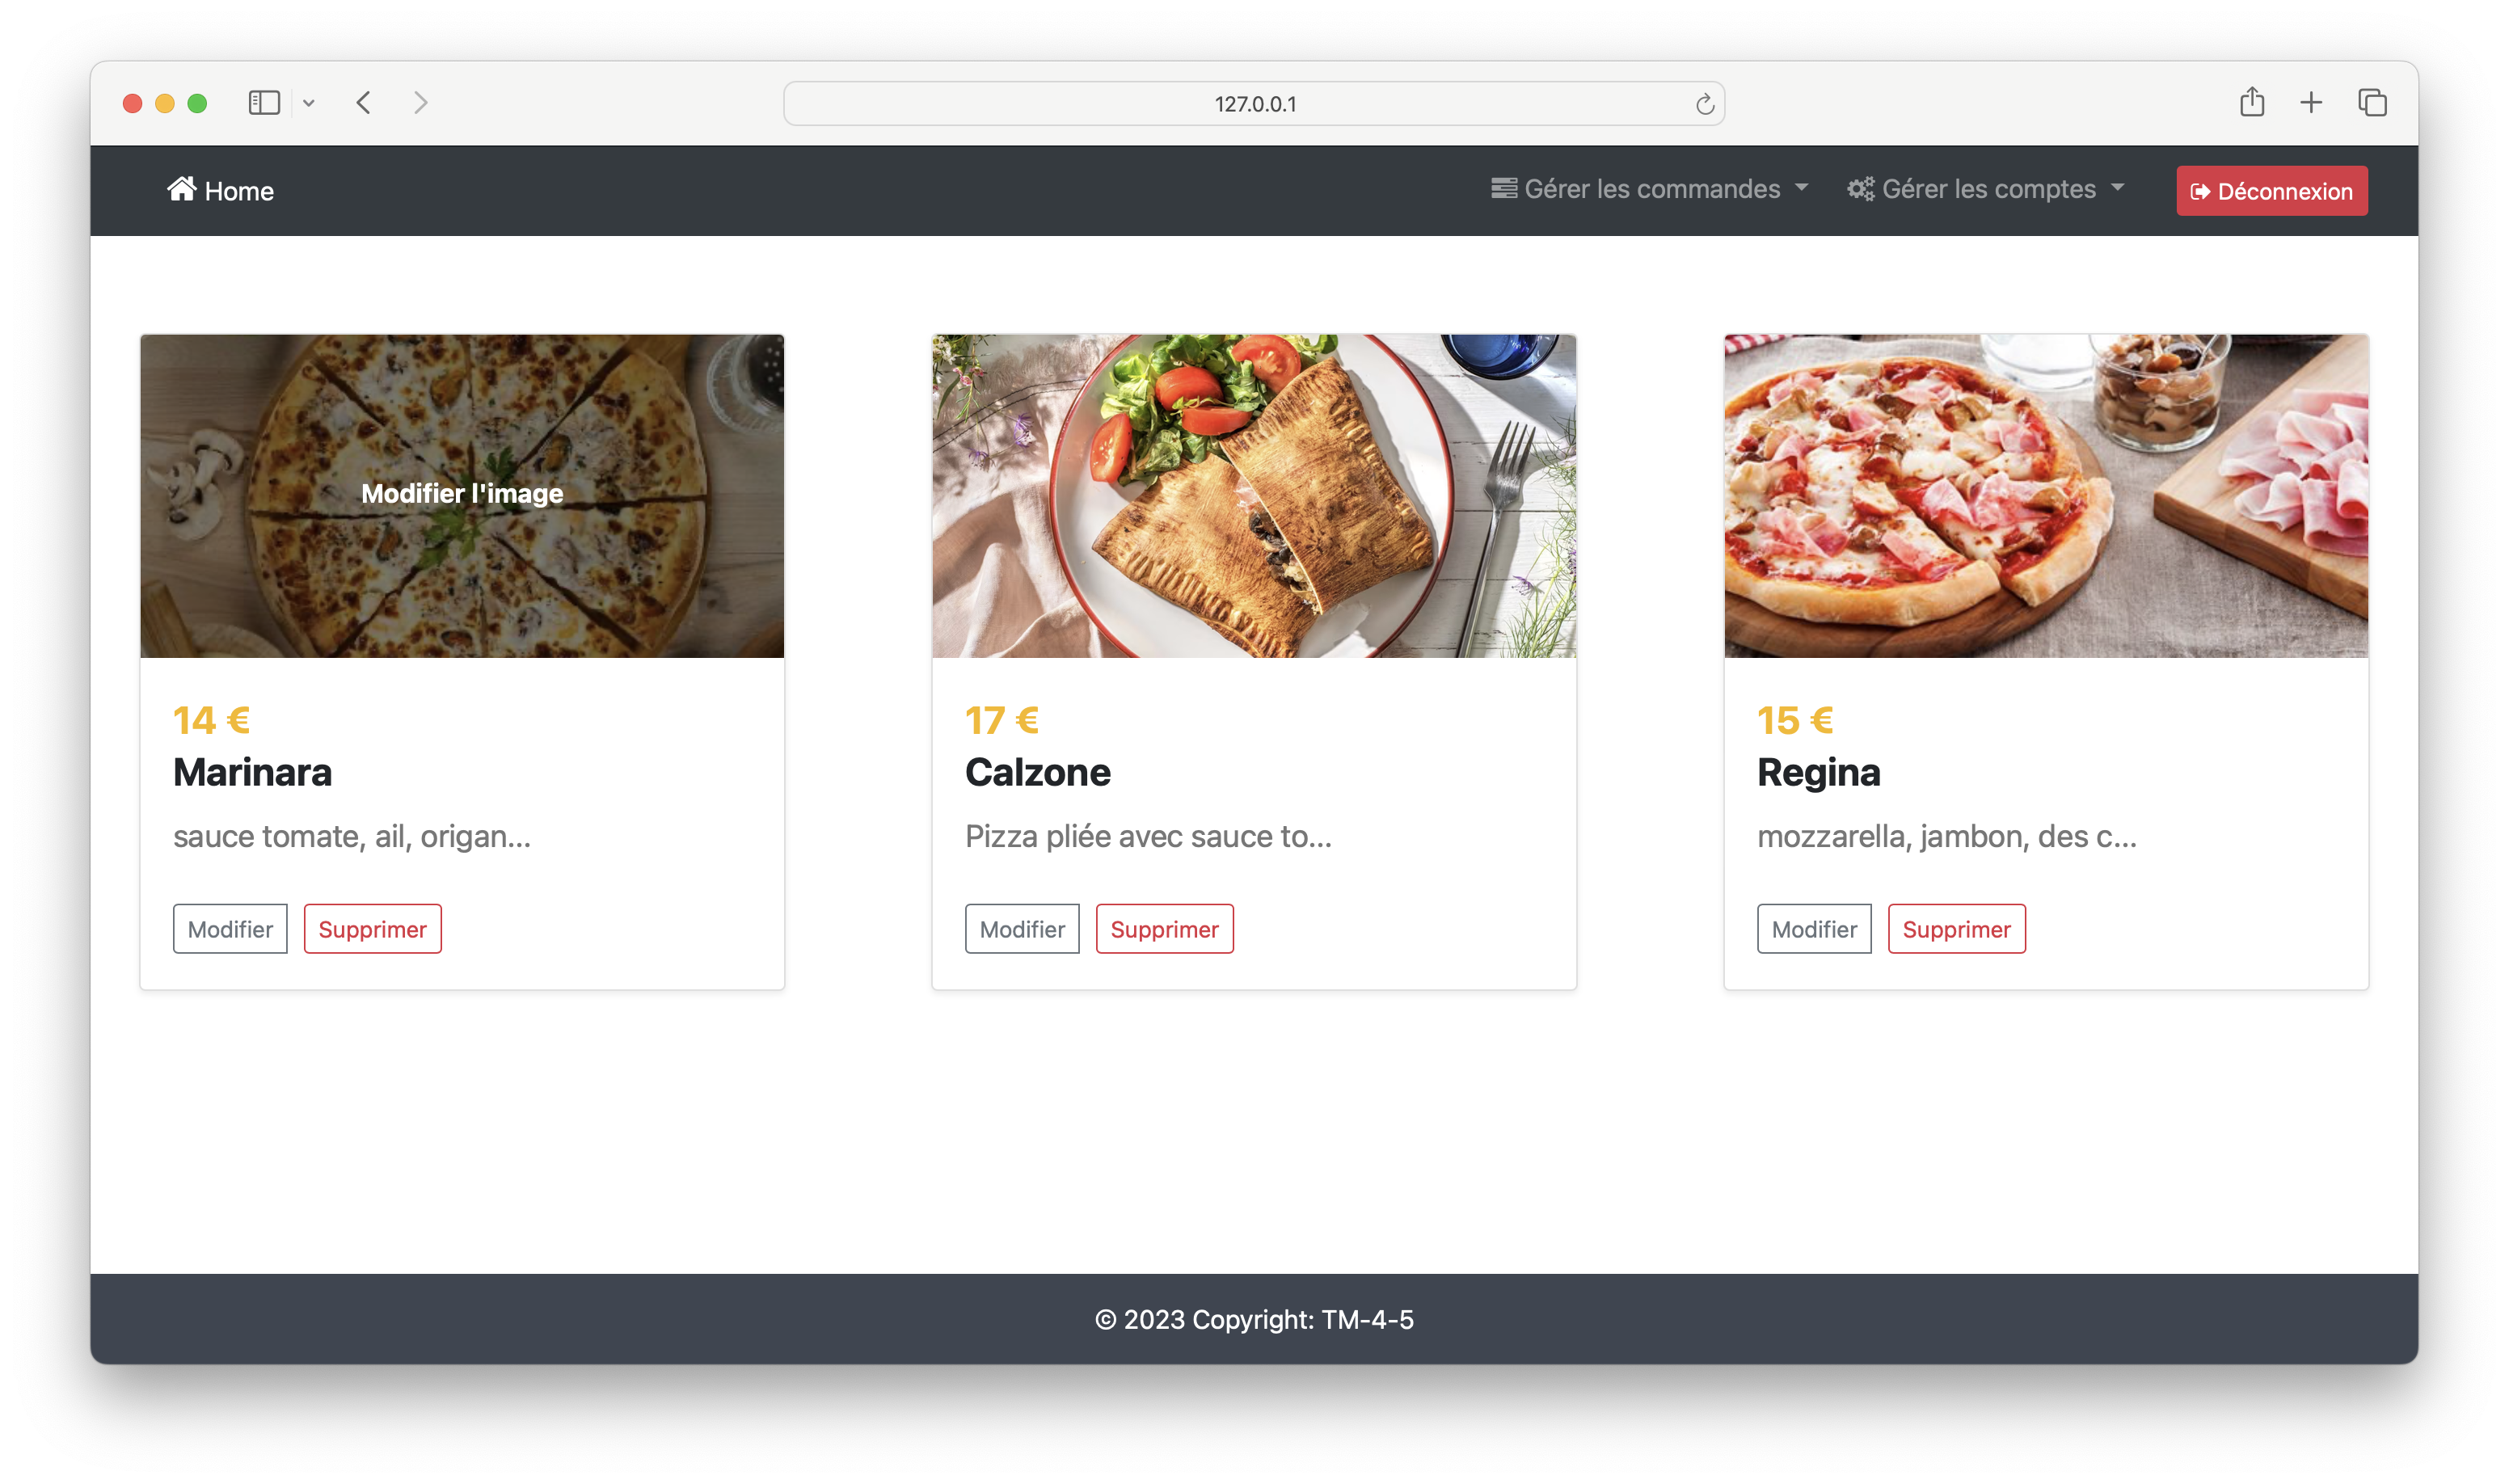 127.0.0.1
Home
Gérer les commandes
Gérer les comptes
Déconnexion
Modifier l'image
14 €
Marinara
sauce tomate, ail, origan...
Modifier
Supprimer
17 €
Calzone
Pizza pliée avec sauce to...
Modifier
Supprimer
15 €
Regina
mozzarella, jambon, des c...
Modifier
Supprimer
© 2023 Copyright: TM-4-5